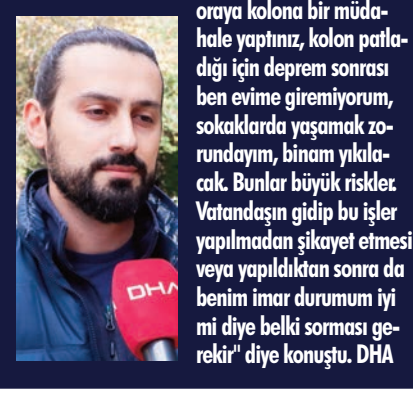 oraya kolona bir müda-
hale yaptınız, kolon patla-
dığı için deprem sonrası
ben evime giremiyorum,
sokaklarda yaşamak zo-
rundayım, binam yıkıla-
cak. Bunlar büyük riskler.
Vatandaşın gidip bu işler
yapılmadan şikayet etmesi
veya yapıldıktan sonra da
benim imar durumum iyi
mi diye belki sorması ge-
rekir" diye konuştu. DHA
DHA